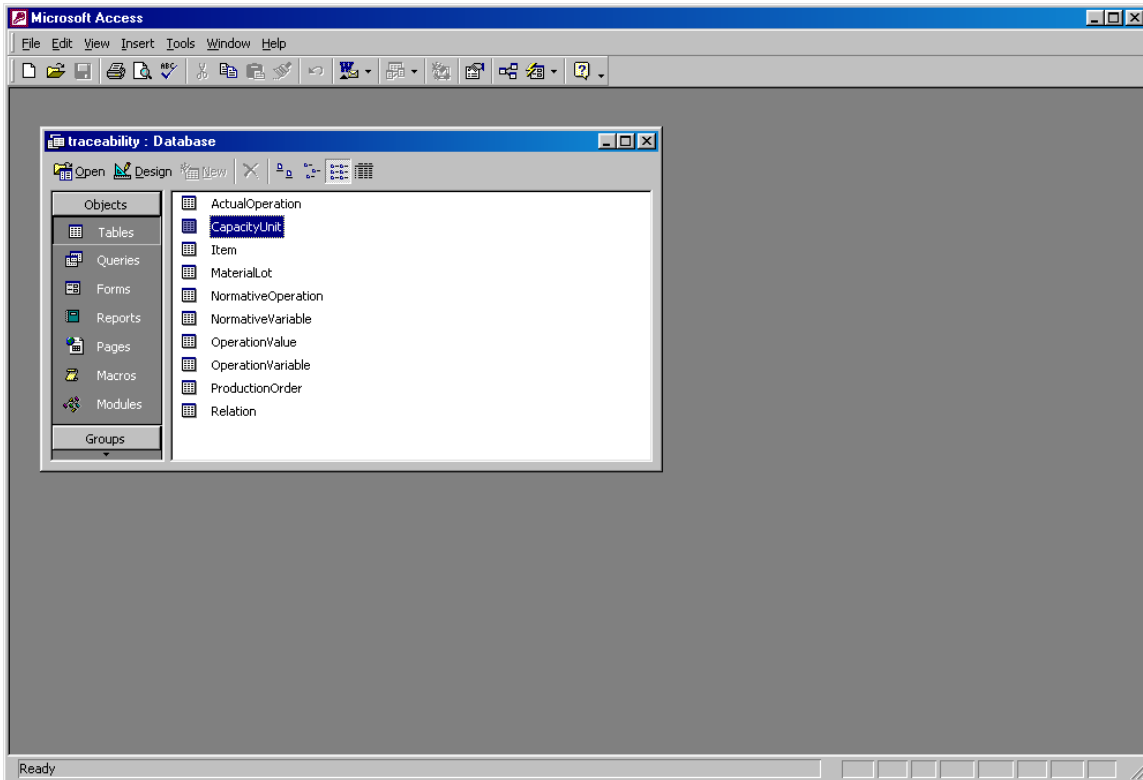 Microsoft Access
File Edit View Insert Tools Window Help
ABC W ?
traceability : Database
Open Design New
Objects
Tables
Queries
Forms
Reports
Pages
Macros
Modules
Groups
ActualOperation
CapacityUnit
Item
MaterialLot
NormativeOperation
NormativeVariable
OperationValue
OperationVariable
ProductionOrder
Relation
Ready